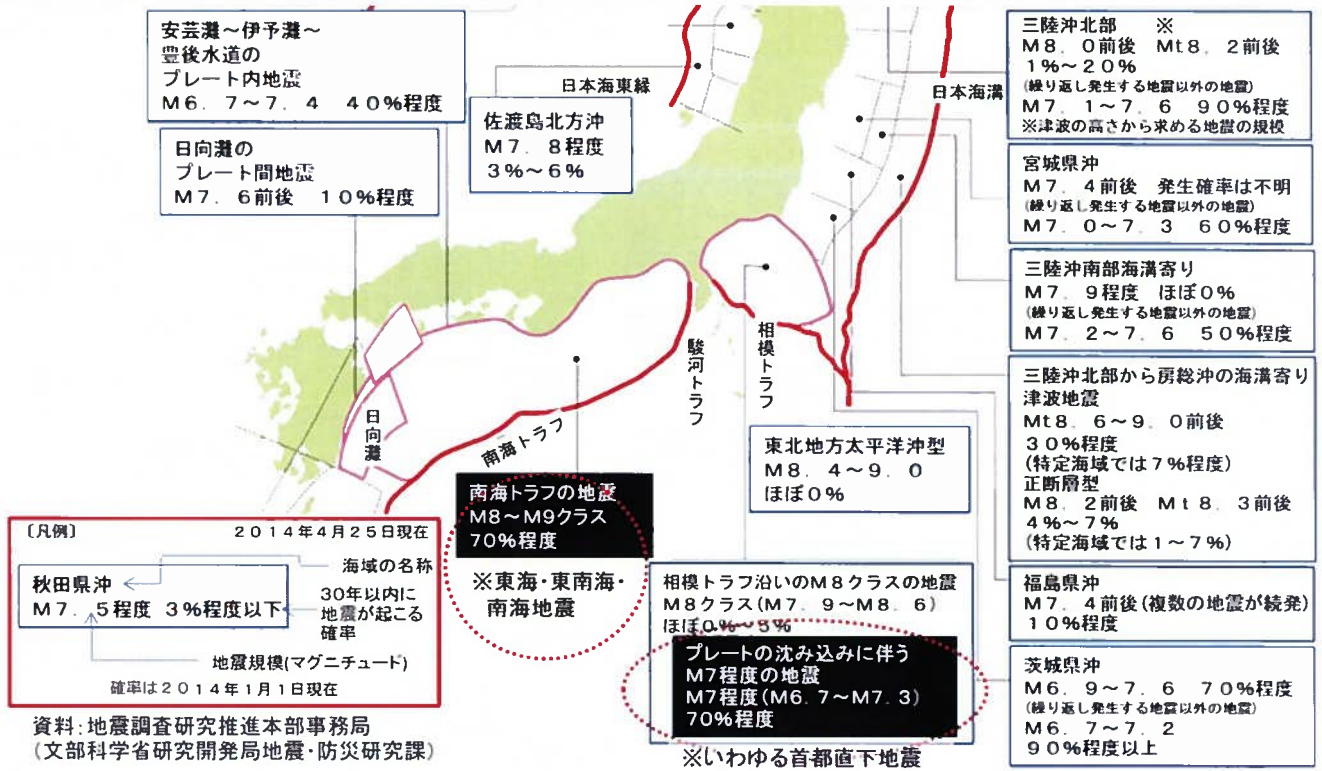 安芸灘～伊予灘～
豊後水道の
プレート内地震
M6．7～7．4　40%程度
日向灘の
プレート間地震
M7．6前後　10%程度
日本海東縁
佐渡島北方沖
M7．8程度
3%～6%
日本海溝
三陸沖北部　※
M8．0前後　Mt8．2前後
1%～20%
(繰り返し発生する地震以外の地震)
M7．1～7．6　90%程度
※津波の高さから求める地震の規模
宮城県沖
M7．4前後　発生確率は不明
(繰り返し発生する地震以外の地震)
M7．0～7．3　60%程度
三陸沖南部海溝寄り
M7．9程度　ほぼ0%
(繰り返し発生する地震以外の地震)
M7．2～7．6　50%程度
三陸沖北部から房総沖の海溝寄り
津波地震
Mt8．6～9．0前後
30%程度
(特定海域では7%程度)
正断層型
M8．2前後　Mt8．3前後
4%～7%
(特定海域では1～7%)
福島県沖
M7．4前後(複数の地震が続発)
10%程度
茨城県沖
M6．9～7．6　70%程度
(繰り返し発生する地震以外の地震)
M6．7～7．2
90%程度以上
相模トラフ
駿河トラフ
南海トラフ
日向灘
東北地方太平洋沖型
M8．4～9．0
ほぼ0%
南海トラフの地震
M8～M9クラス
70%程度
※東海・東南海・
南海地震
相模トラフ沿いのM8クラスの地震
M8クラス(M7．9～M8．6)
ほぼ0%～5%
プレートの沈み込みに伴う
M7程度の地震
M7程度(M6．7～M7．3)
70%程度
※いわゆる首都直下地震
〔凡例〕　2014年4月25日現在
海域の名称
秋田県沖
M7．5程度　3%程度以下
30年以内に
地震が起こる
確率
地震規模(マグニチュード)
確率は2014年1月1日現在
資料：地震調査研究推進本部事務局
(文部科学省研究開発局地震・防災研究課)